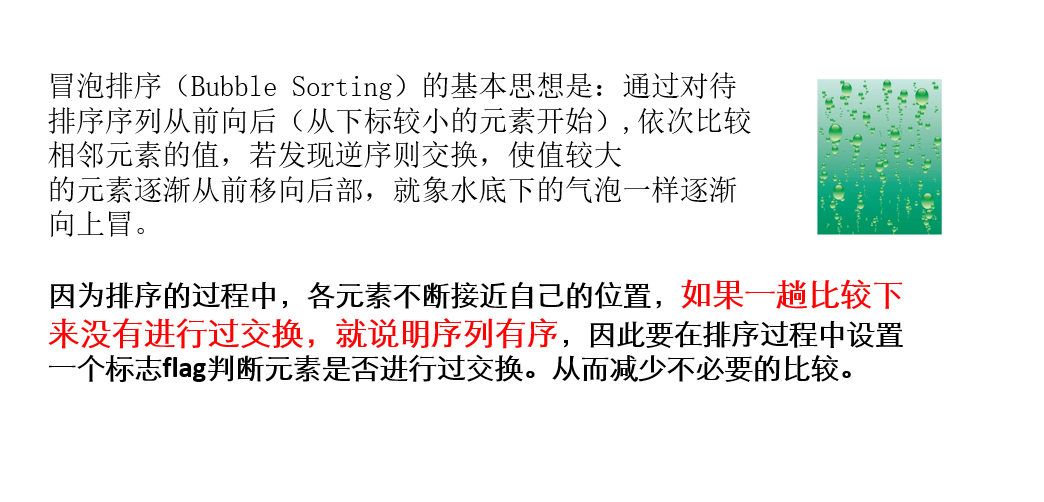 冒泡排序（Bubble Sorting）的基本思想是：通过对待
排序序列从前向后（从下标较小的元素开始）,依次比较
相邻元素的值，若发现逆序则交换，使值较大
的元素逐渐从前移向后部，就象水底下的气泡一样逐渐
向上冒。
因为排序的过程中，各元素不断接近自己的位置，如果一趟比较下
来没有进行过交换，就说明序列有序，因此要在排序过程中设置
一个标志flag判断元素是否进行过交换。从而减少不必要的比较。